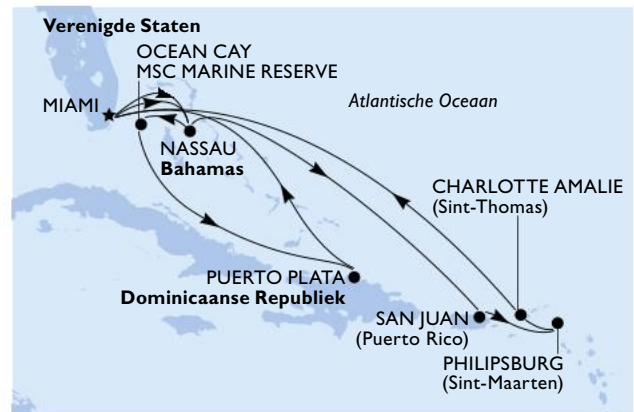 Verenigde Staten
OCEAN CAY
MSC MARINE RESERVE
MIAMI
Atlantische Oceaan
NASSAU
Bahamas
CHARLOTTE AMALIE
(Sint-Thomas)
PUERTO PLATA
Dominicaanse Republiek
SAN JUAN
(Puerto Rico)
PHILIPSBURG
(Sint-Maarten)